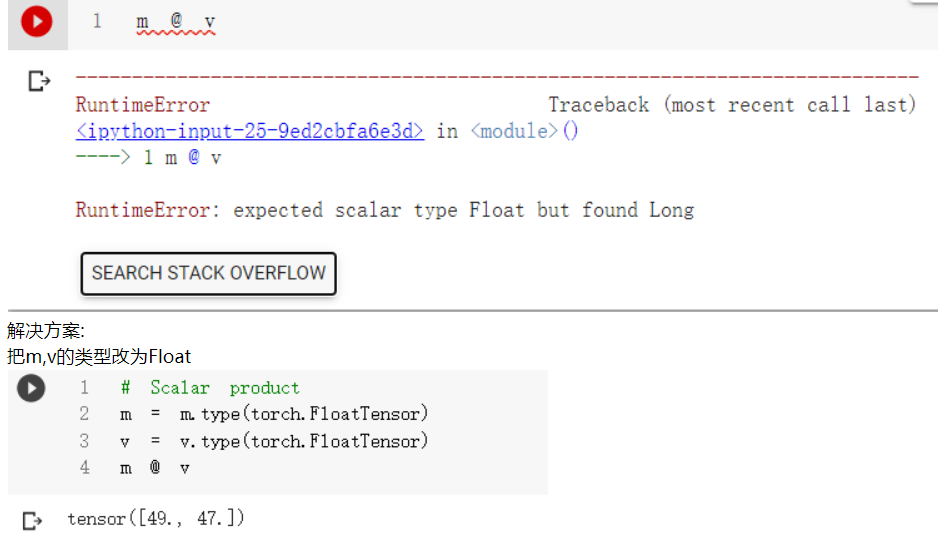 1 m @ v
---------------------------------------------------------------------------
RuntimeError Traceback (most recent call last)
<ipython-input-25-9ed2cbfa6e3d> in <module>()
----> 1 m @ v
RuntimeError: expected scalar type Float but found Long
SEARCH STACK OVERFLOW
解决方案:
把m,v的类型改为Float
1 # Scalar product
2 m = m.type(torch.FloatTensor)
3 v = v.type(torch.FloatTensor)
4 m @ v
tensor([49., 47.])